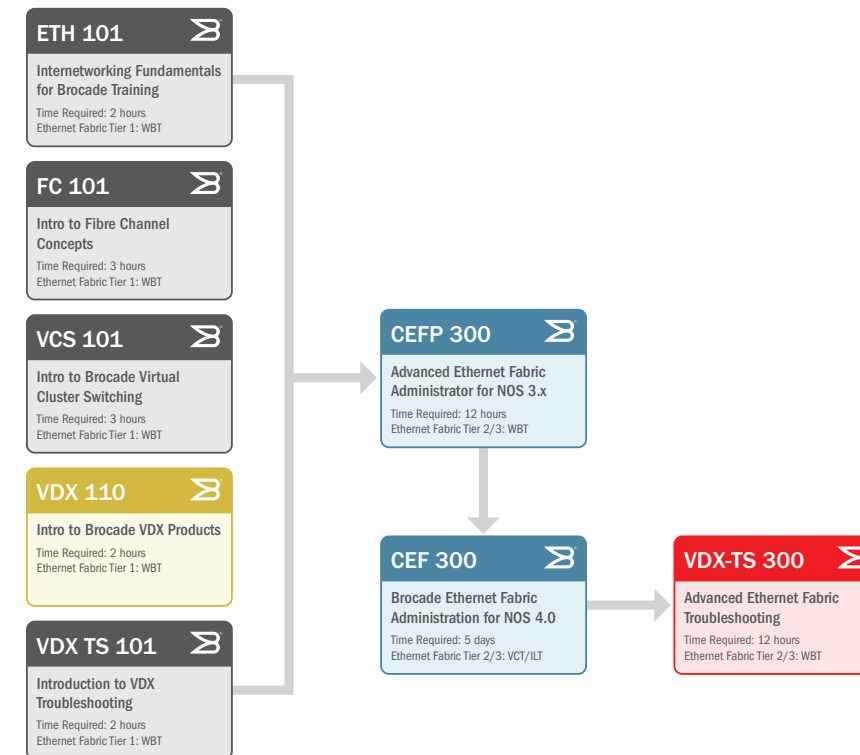 ETH 101
Internetworking Fundamentals
for Brocade Training
Time Required: 2 hours
Ethernet Fabric Tier 1: WBT
FC 101
Intro to Fibre Channel
Concepts
Time Required: 3 hours
Ethernet Fabric Tier 1: WBT
VCS 101
Intro to Brocade Virtual
Cluster Switching
Time Required: 3 hours
Ethernet Fabric Tier 1: WBT
VDX 110
Intro to Brocade VDX Products
Time Required: 2 hours
Ethernet Fabric Tier 1: WBT
VDX TS 101
Introduction to VDX
Troubleshooting
Time Required: 2 hours
Ethernet Fabric Tier 1: WBT
CEFP 300
Advanced Ethernet Fabric
Administrator for NOS 3.x
Time Required: 12 hours
Ethernet Fabric Tier 2/3: WBT
CEF 300
Brocade Ethernet Fabric
Administration for NOS 4.0
Time Required: 5 days
Ethernet Fabric Tier 2/3: VCT/ILT
VDX-TS 300
Advanced Ethernet Fabric
Troubleshooting
Time Required: 12 hours
Ethernet Fabric Tier 2/3: WBT